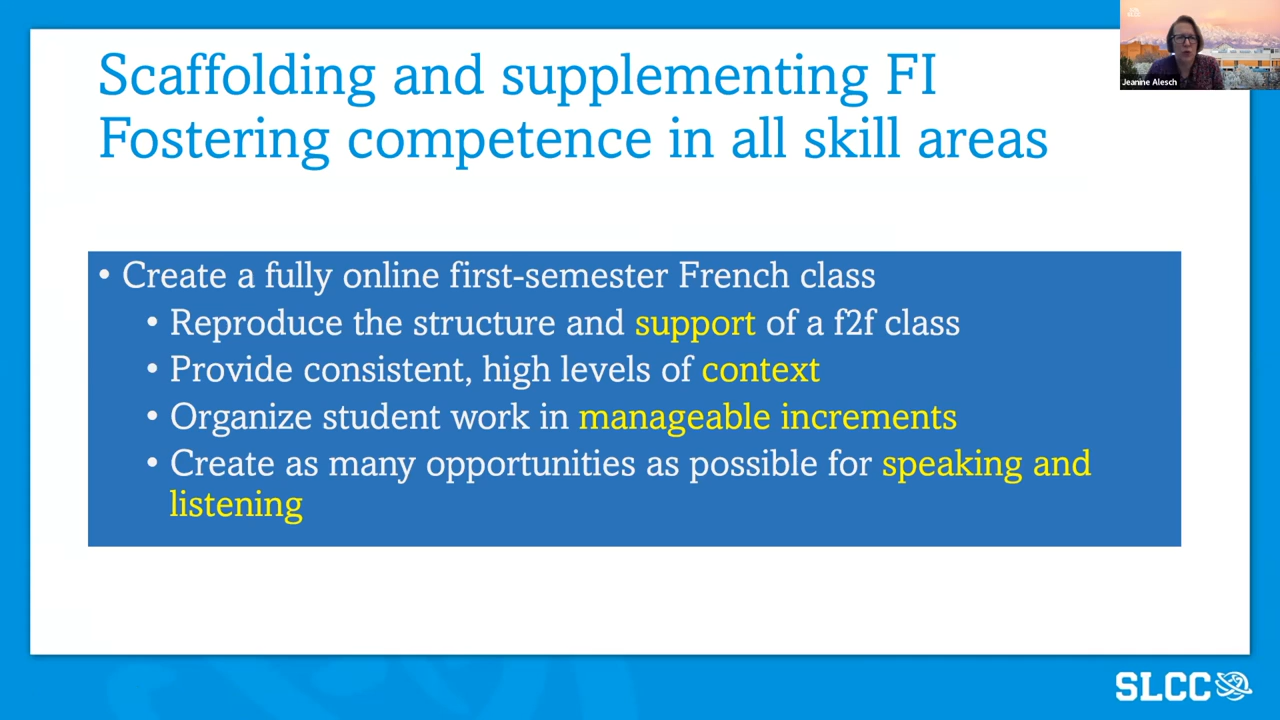 Scaffolding and supplementing FI
Fostering competence in all skill areas
Jeanine Alesch
• Create a fully online first-semester French class
• Reproduce the structure and support of a f2f class
• Provide consistent, high levels of context
• Organize student work in manageable increments
• Create as many opportunities as possible for speaking and
listening
SLCC